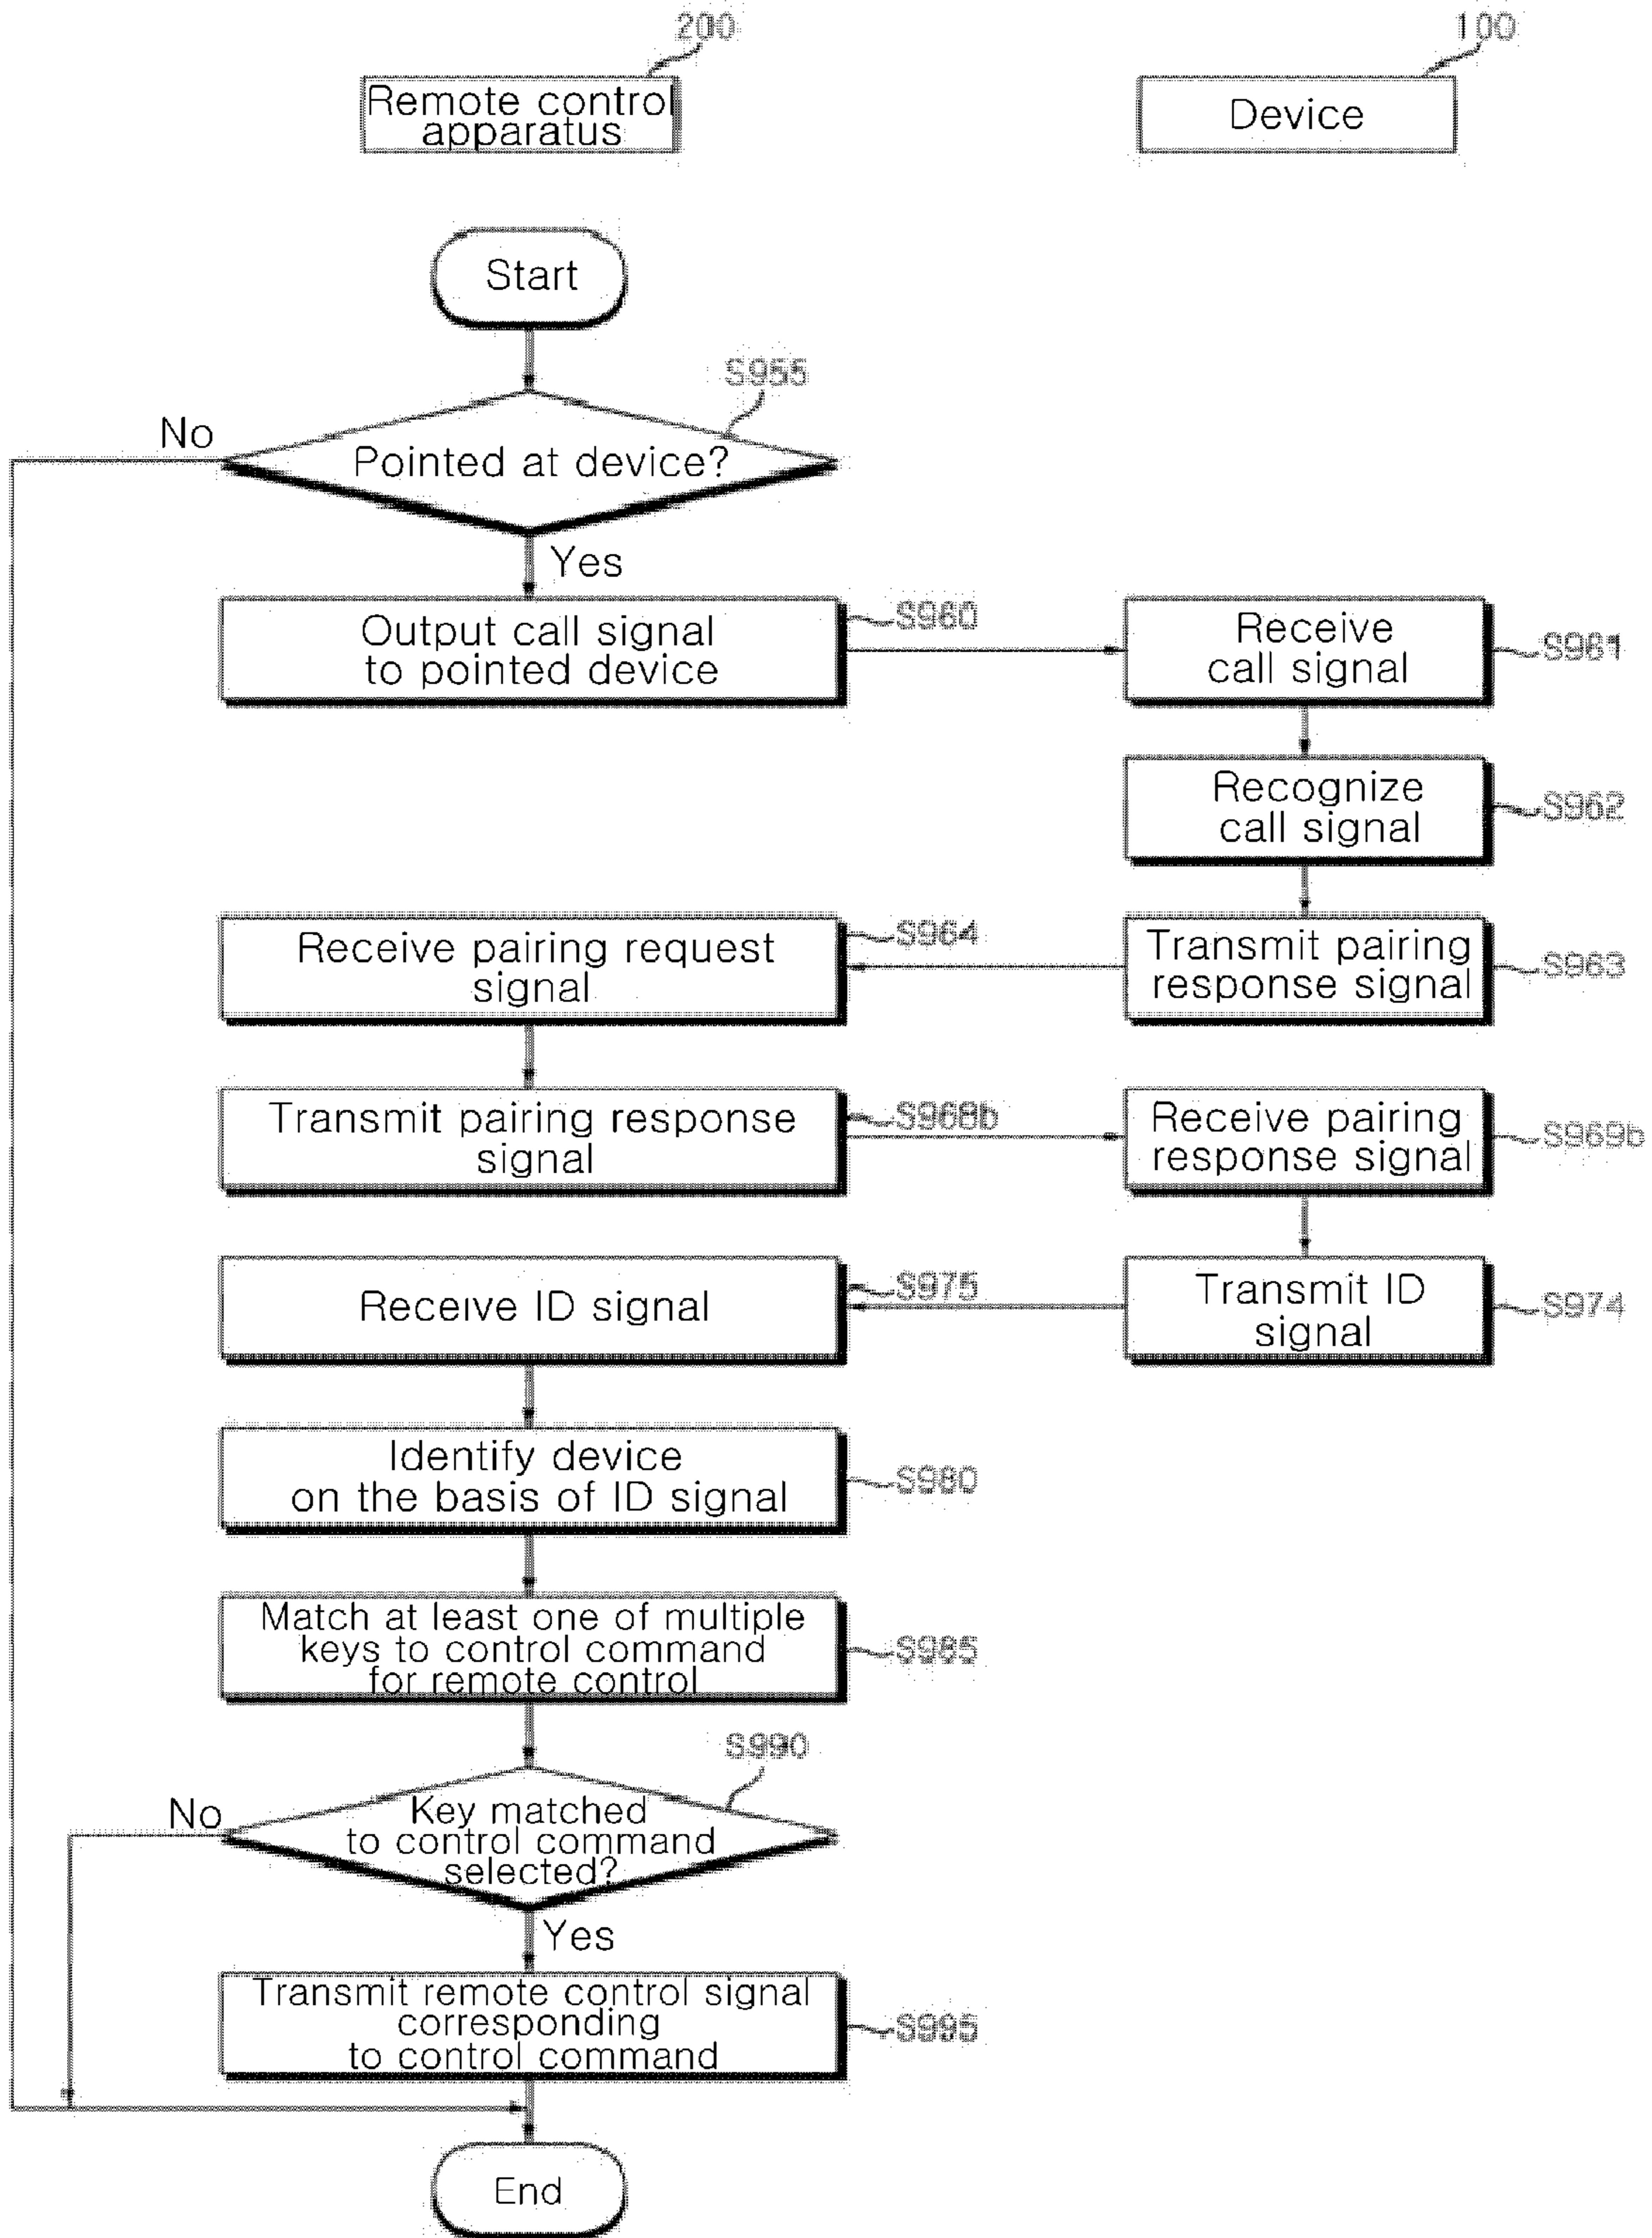 200
100
Remote control
apparatus
Device
Start
S955
No
Pointed at device?
Yes
Output call signal
to pointed device
S960
Receive
call signal
S961
Recognize
call signal
S962
Receive pairing request
signal
S964
Transmit pairing
response signal
S963
Transmit pairing response
signal
S968b
Receive pairing
response signal
S969b
Receive ID signal
S975
Transmit ID
signal
S974
Identify device
on the basis of ID signal
S980
Match at least one of multiple
keys to control command
for remote control
S985
S990
No
Key matched
to control command
selected?
Yes
Transmit remote control signal
corresponding
to control command
S995
End